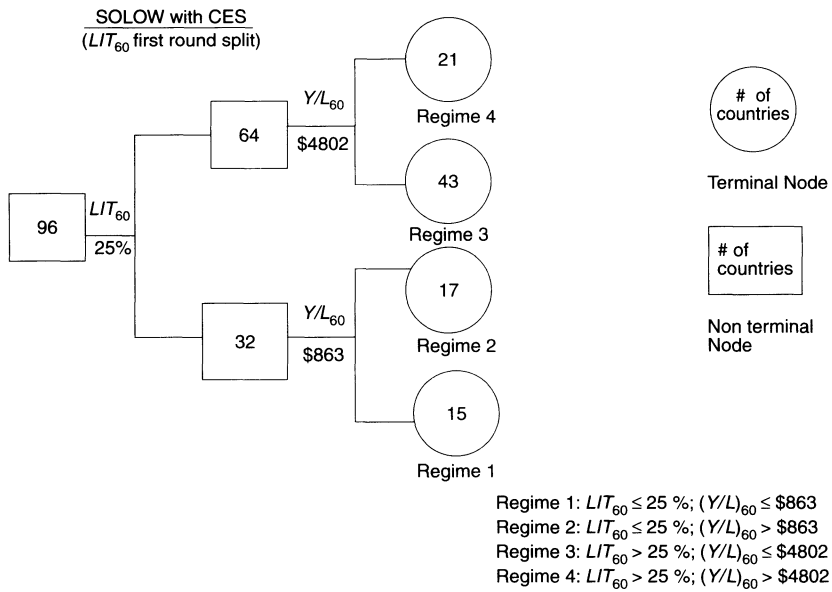 SOLOW with CES
(LIT60 first round split)
96
LIT60
25%
64
Y/L60
$4802
21
Regime 4
43
Regime 3
32
Y/L60
$863
17
Regime 2
15
Regime 1
# of
countries
Terminal Node
# of
countries
Non terminal
Node
Regime 1: LIT60 ≤ 25 %; (Y/L)60 ≤ $863
Regime 2: LIT60 ≤ 25 %; (Y/L)60 > $863
Regime 3: LIT60 > 25 %; (Y/L)60 ≤ $4802
Regime 4: LIT60 > 25 %; (Y/L)60 > $4802